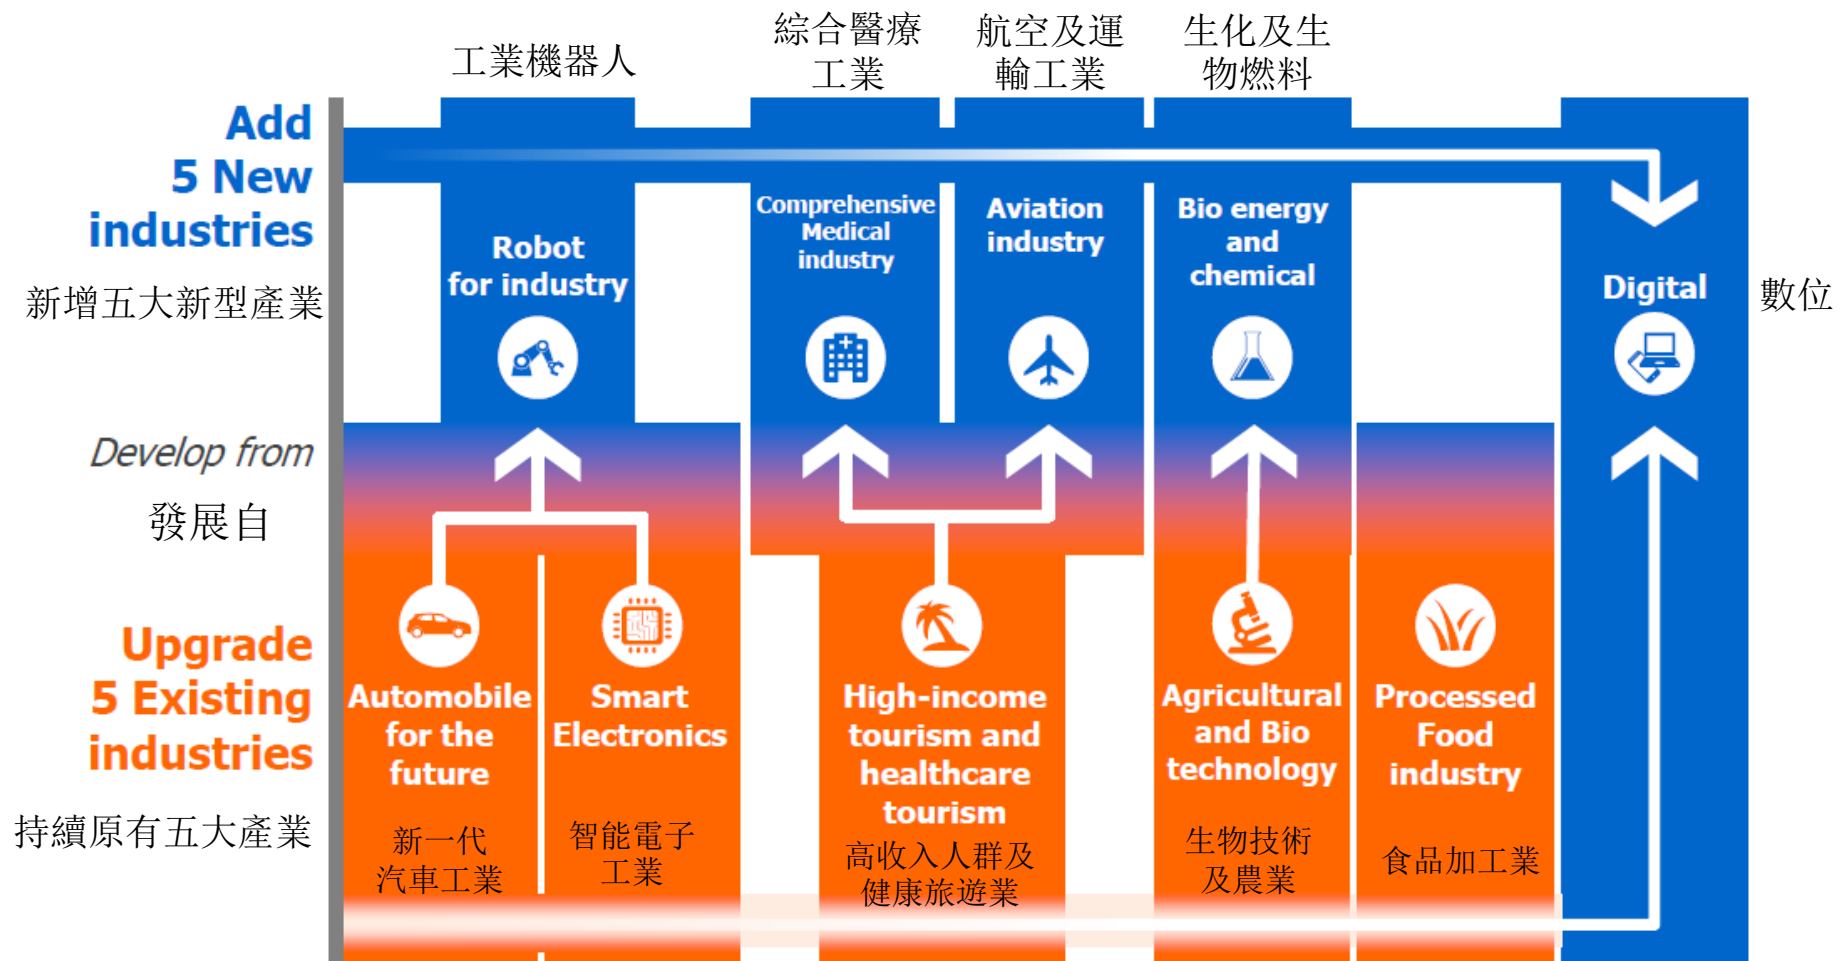 工業機器人
綜合醫療
工業
航空及運
輸工業
生化及生
物燃料
Add
5 New
industries
新增五大新型產業
Robot
for industry
Comprehensive
Medical
industry
Aviation
industry
Bio energy
and
chemical
Digital
數位
Develop from
發展自
Upgrade
5 Existing
industries
持續原有五大產業
Automobile
for the
future
新一代
汽車工業
Smart
Electronics
智能電子
工業
High-income
tourism and
healthcare
tourism
高收入人群及
健康旅遊業
Agricultural
and Bio
technology
生物技術
及農業
Processed
Food
industry
食品加工業